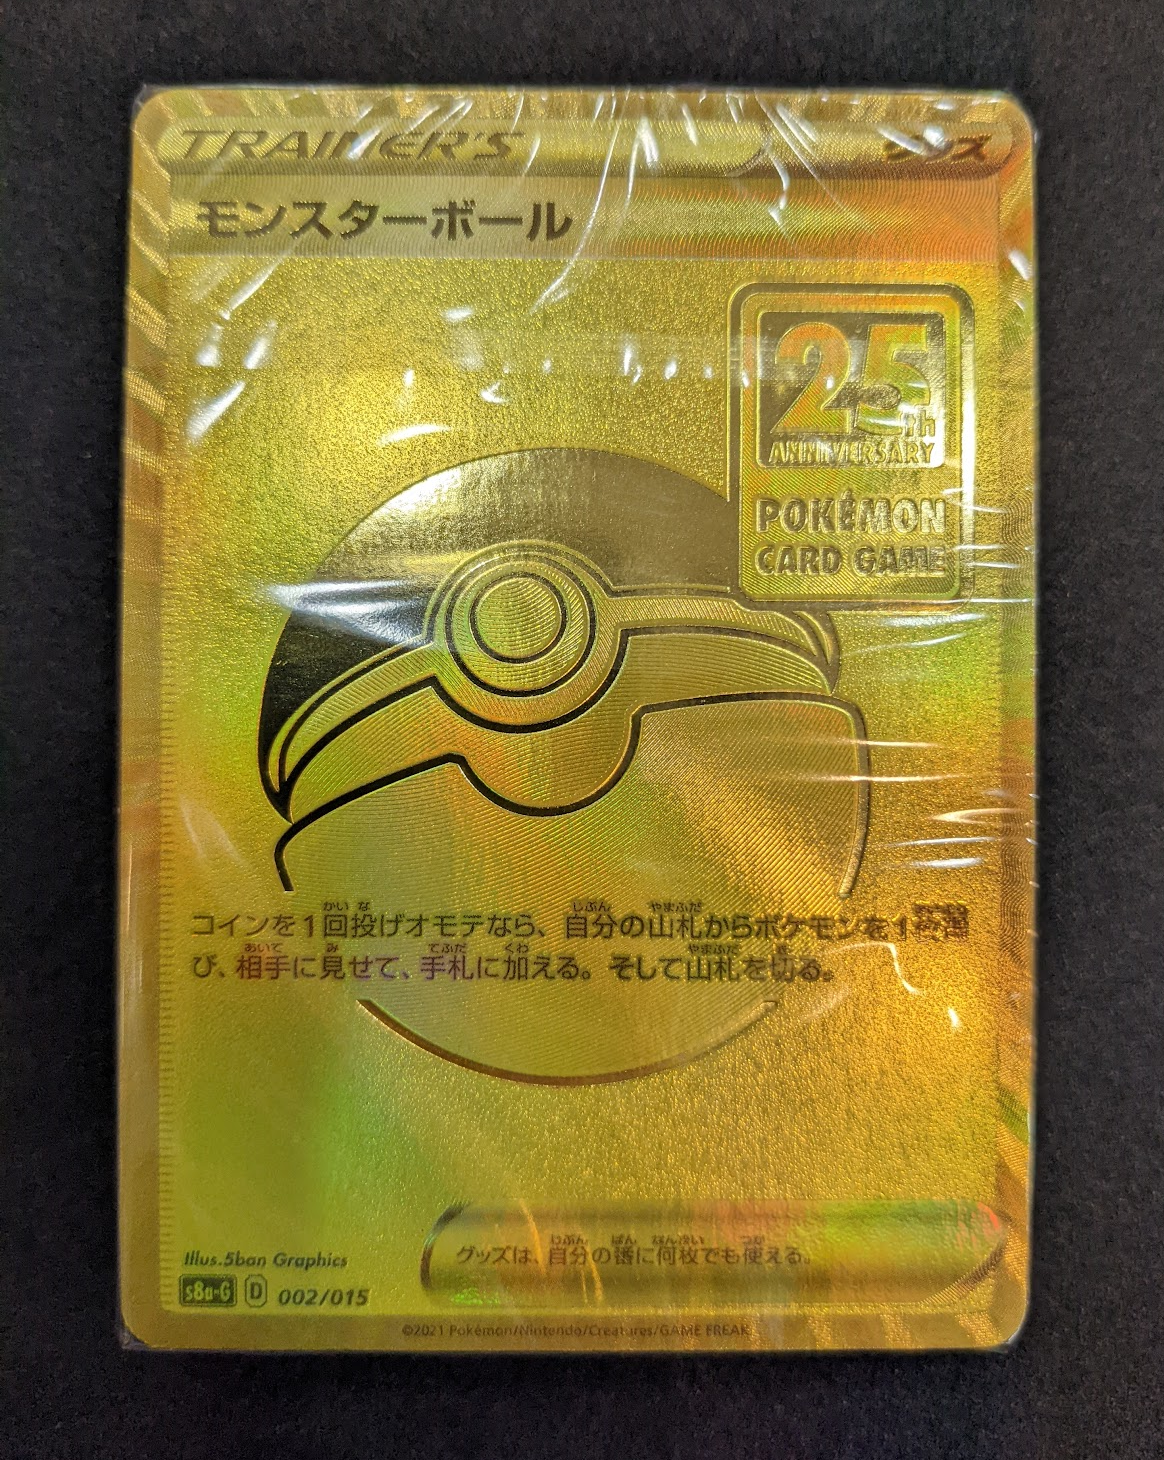 TRAINER'S
グッズ
モンスターボール
25th
ANNIVERSARY
POKÉMON
CARD GAME
コインを1回投げオモテなら、自分の山札からポケモンを1枚選
び、相手に見せて、手札に加える。そして山札を切る。
グッズは、自分の番に何枚でも使える。
Illus.5ban Graphics
s8a-G D 002/015
©2021 Pokémon/Nintendo/Creatures/GAME FREAK